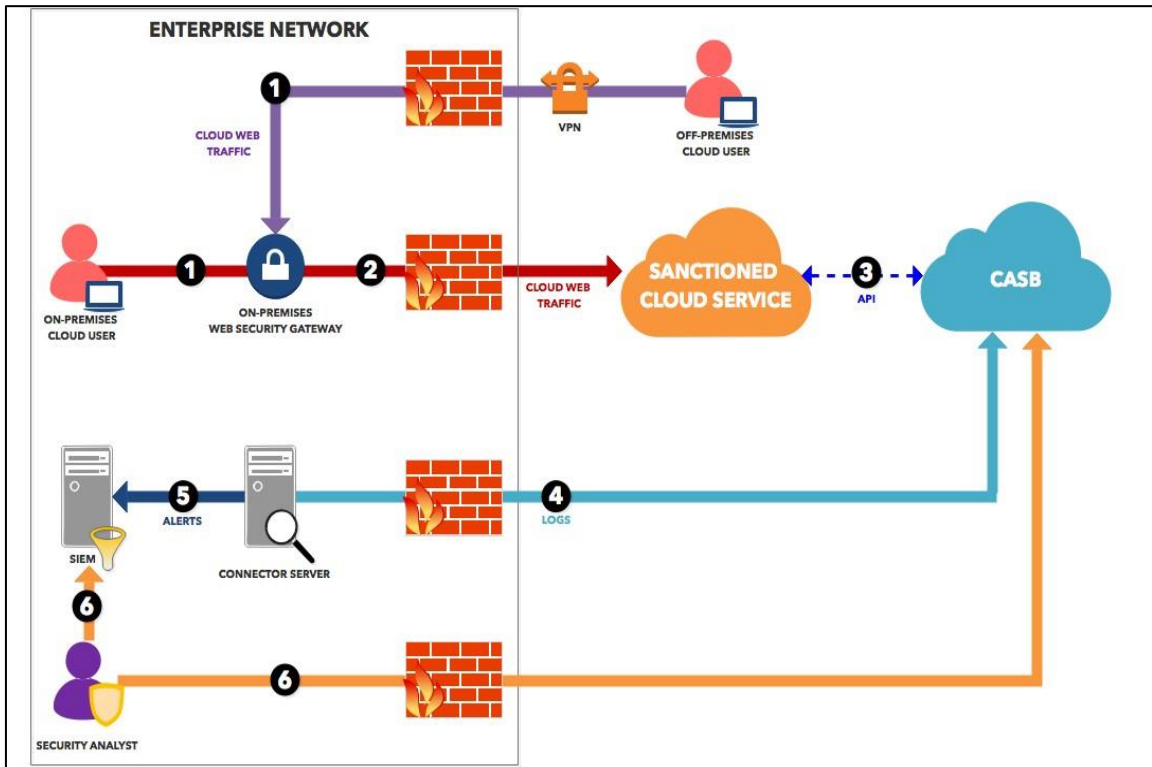 ENTERPRISE NETWORK
1
VPN
OFF-PREMISES
CLOUD USER
CLOUD WEB
TRAFFIC
1
2
ON-PREMISES
CLOUD USER
ON-PREMISES
WEB SECURITY GATEWAY
CLOUD WEB
TRAFFIC
SANCTIONED
CLOUD SERVICE
3
API
CASB
5
ALERTS
4
LOGS
SIEM
CONNECTOR SERVER
6
6
SECURITY ANALYST